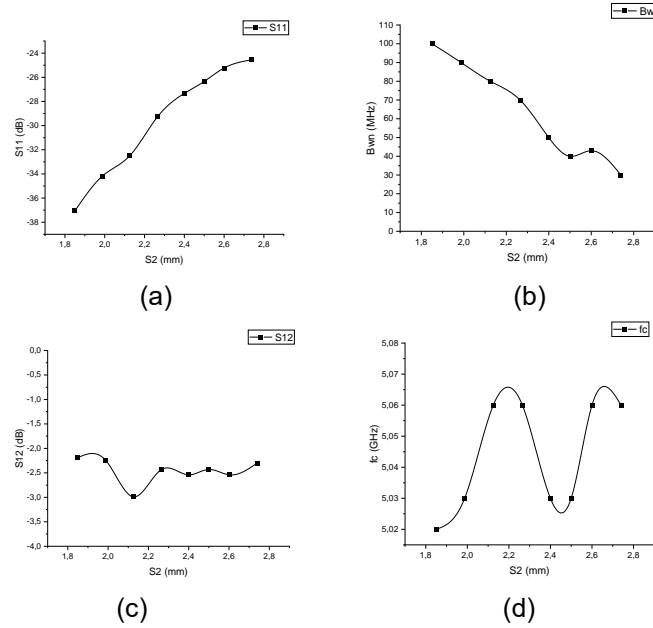 S11
-24
-26
-28
-30
-32
-34
-36
-38
S11 (dB)
1,8 2,0 2,2 2,4 2,6 2,8
S2 (mm)
(a)
Bw
110
100
90
80
70
60
50
40
30
20
10
0
Bwn (MHz)
1,8 2,0 2,2 2,4 2,6 2,8
S2 (mm)
(b)
S12
0,0
-0,5
-1,0
-1,5
-2,0
-2,5
-3,0
-3,5
-4,0
S12 (dB)
1,8 2,0 2,2 2,4 2,6 2,8
S2 (mm)
(c)
fc
5,08
5,07
5,06
5,05
5,04
5,03
5,02
fc (GHz)
1,8 2,0 2,2 2,4 2,6 2,8
S2 (mm)
(d)